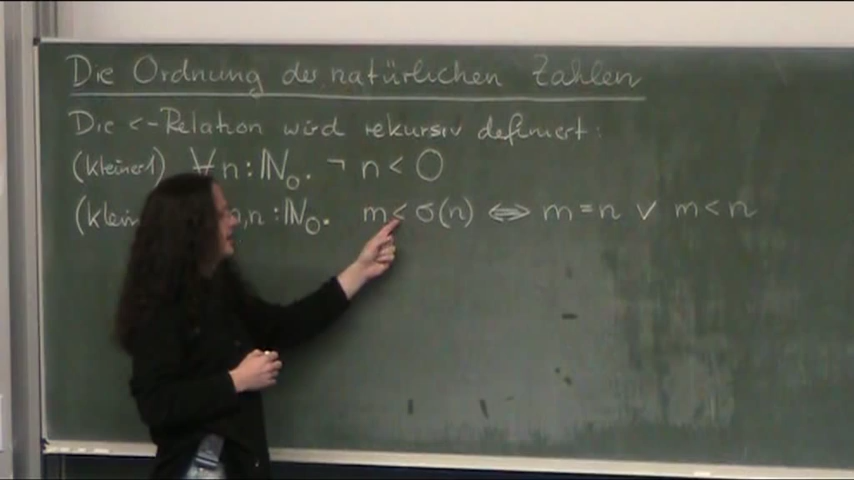 Die Ordnung der natürlichen Zahlen
Die <-Relation wird rekursiv definiert:
(kleiner1) ∀n:ℕ₀. ¬ n < 0
(klein ,n:ℕ₀. m < σ(n) ⇔ m = n ∨ m < n